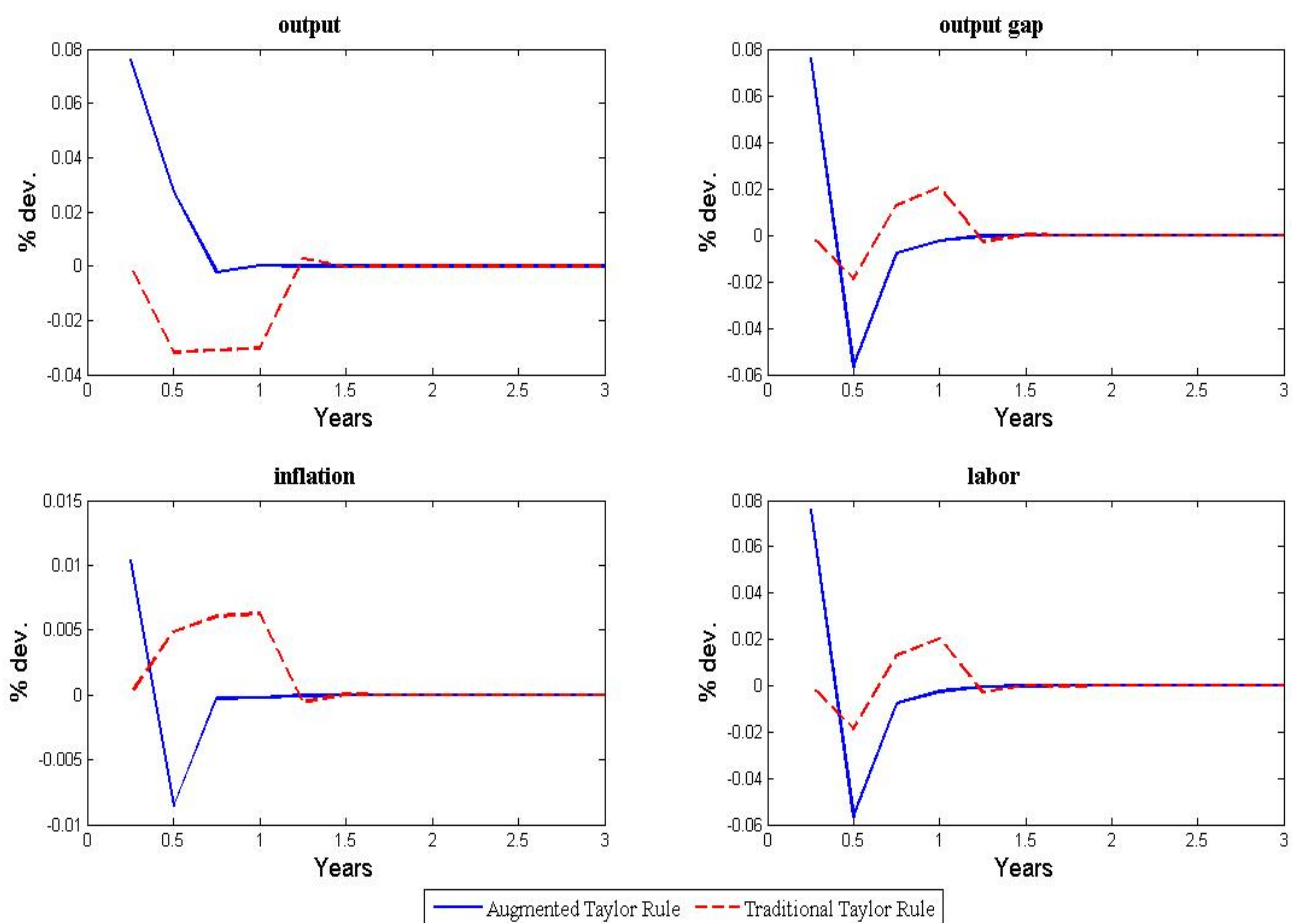 output
output gap
0.08
0.06
0.04
0.02
0
-0.02
-0.04
% dev.
0 0.5 1 1.5 2 2.5 3
Years
0.08
0.06
0.04
0.02
0
-0.02
-0.04
-0.06
% dev.
0 0.5 1 1.5 2 2.5 3
Years
inflation
labor
0.015
0.01
0.005
0
-0.005
-0.01
% dev.
0 0.5 1 1.5 2 2.5 3
Years
0.08
0.06
0.04
0.02
0
-0.02
-0.04
-0.06
% dev.
0 0.5 1 1.5 2 2.5 3
Years
Augmented Taylor Rule Traditional Taylor Rule